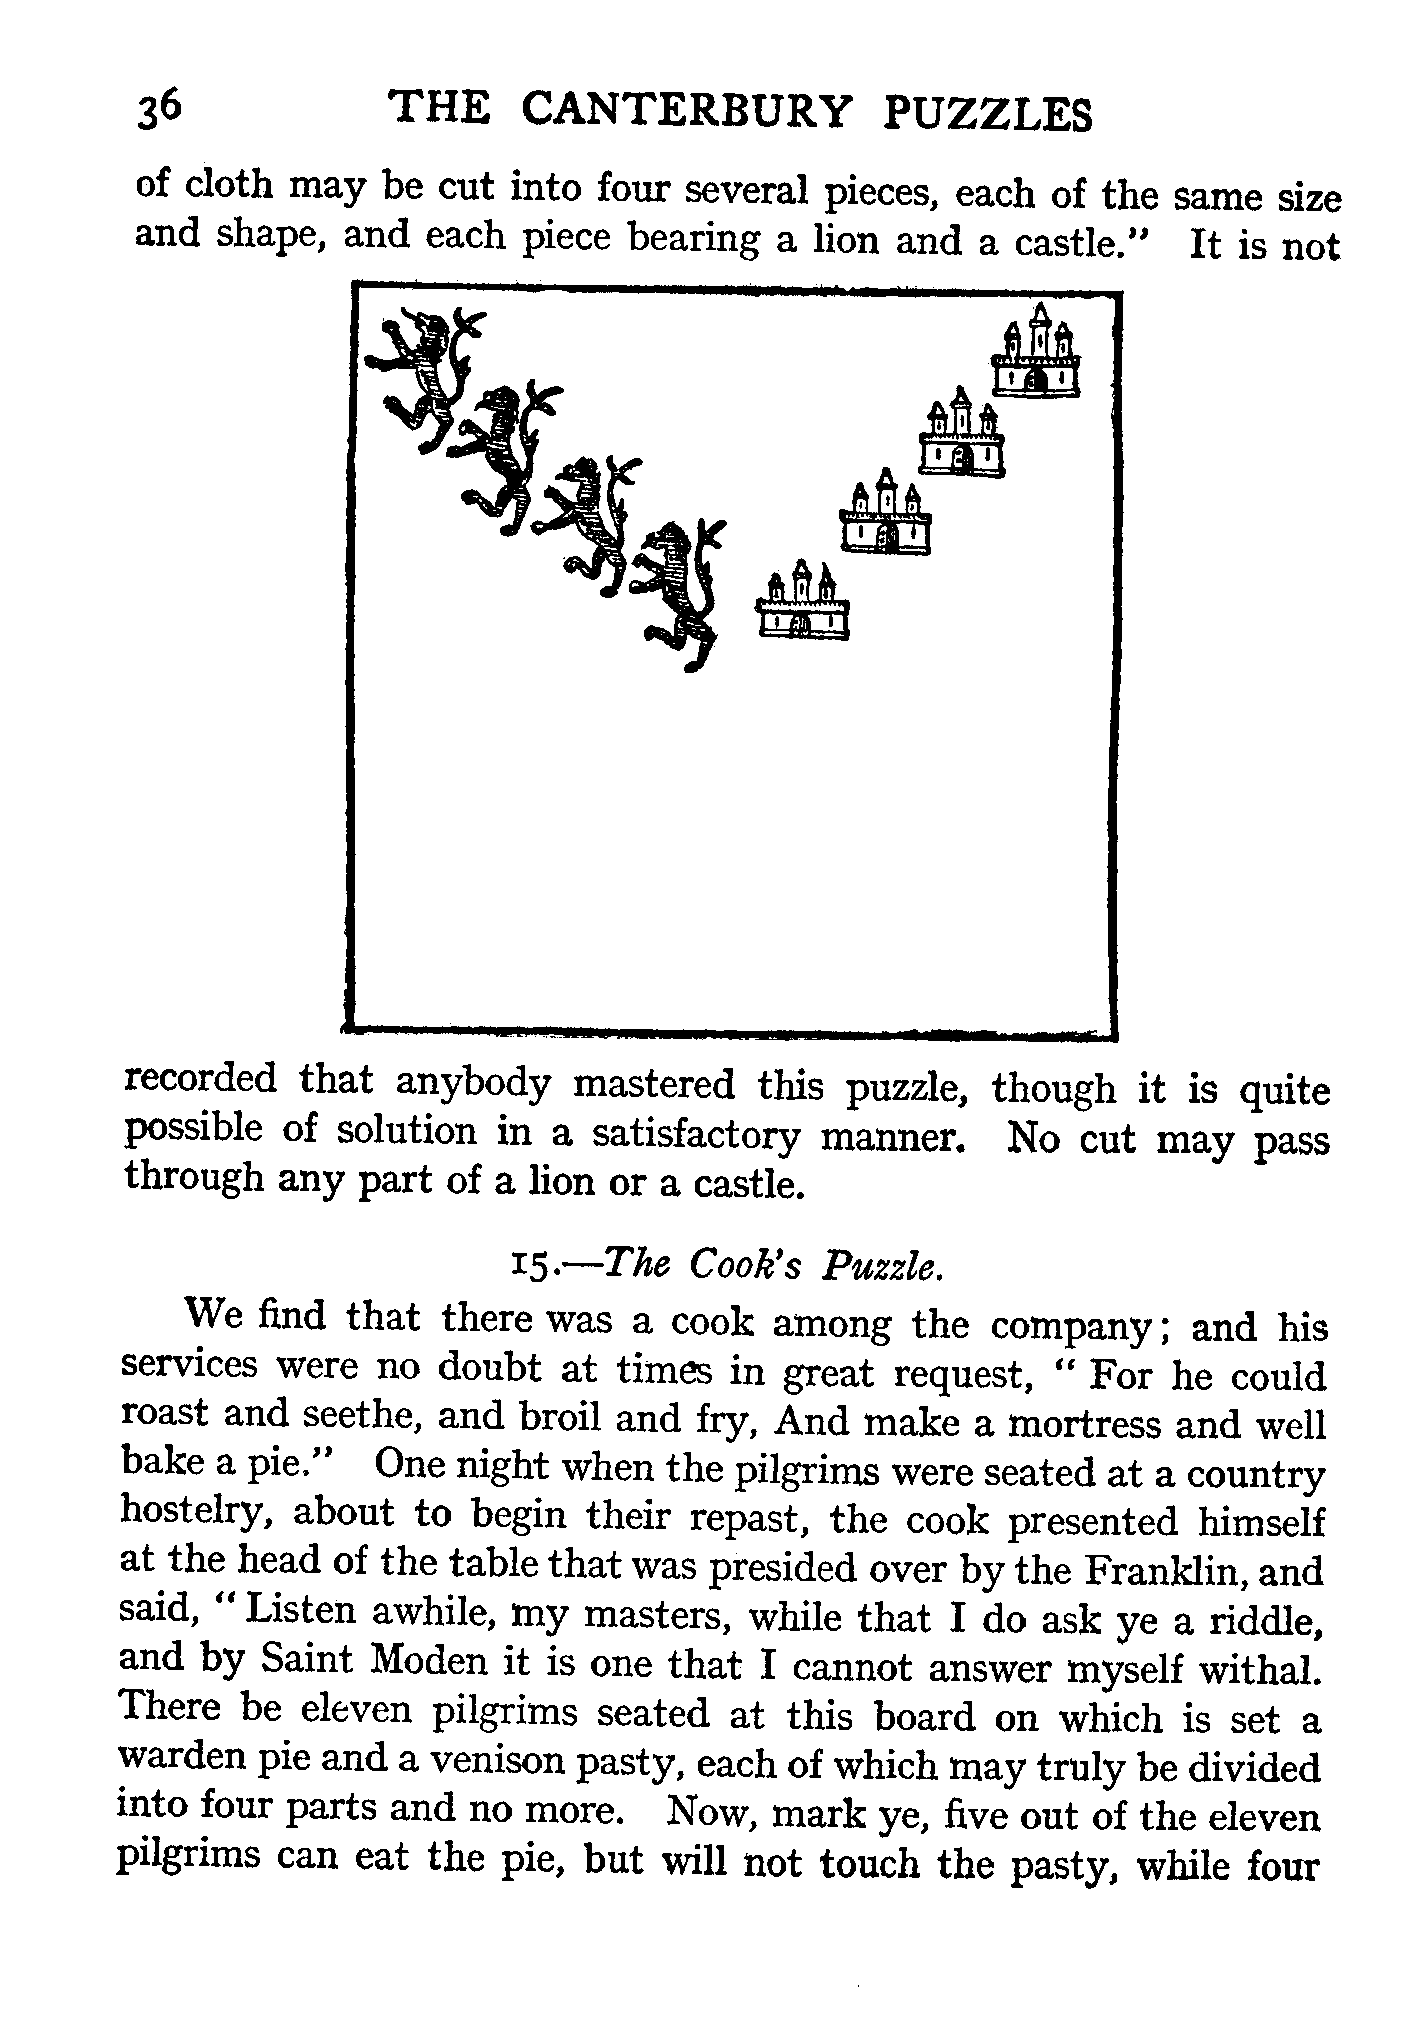 36 THE CANTERBURY PUZZLES
of cloth may be cut into four several pieces, each of the same size
and shape, and each piece bearing a lion and a castle.” It is not
recorded that anybody mastered this puzzle, though it is quite
possible of solution in a satisfactory manner. No cut may pass
through any part of a lion or a castle.
15.—The Cook's Puzzle.
We find that there was a cook among the company; and his
services were no doubt at times in great request, “ For he could
roast and seethe, and broil and fry, And make a mortress and well
bake a pie.” One night when the pilgrims were seated at a country
hostelry, about to begin their repast, the cook presented himself
at the head of the table that was presided over by the Franklin, and
said, “ Listen awhile, my masters, while that I do ask ye a riddle,
and by Saint Moden it is one that I cannot answer myself withal.
There be eleven pilgrims seated at this board on which is set a
warden pie and a venison pasty, each of which may truly be divided
into four parts and no more. Now, mark ye, five out of the eleven
pilgrims can eat the pie, but will not touch the pasty, while four